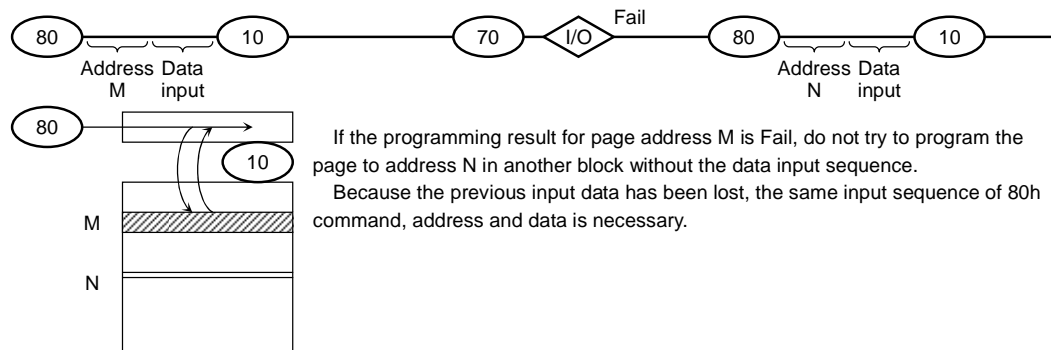 80 10 70 I/O Fail 80 10
Address Data Address Data
M input N input
80
10
If the programming result for page address M is Fail, do not try to program the
page to address N in another block without the data input sequence.
Because the previous input data has been lost, the same input sequence of 80h
command, address and data is necessary.
M
N